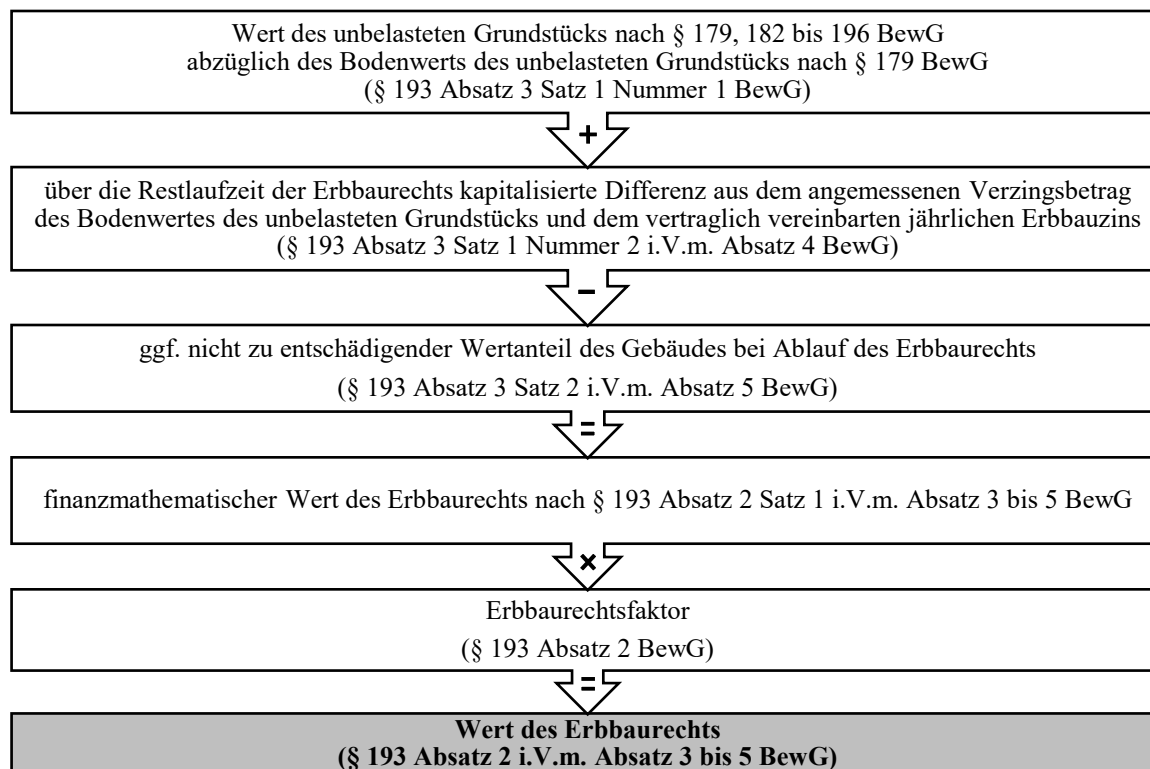 Wert des unbelasteten Grundstücks nach § 179, 182 bis 196 BewG
abzüglich des Bodenwerts des unbelasteten Grundstücks nach § 179 BewG
(§ 193 Absatz 3 Satz 1 Nummer 1 BewG)
+
über die Restlaufzeit der Erbbaurechts kapitalisierte Differenz aus dem angemessenen Verzingsbetrag
des Bodenwertes des unbelasteten Grundstücks und dem vertraglich vereinbarten jährlichen Erbbauzins
(§ 193 Absatz 3 Satz 1 Nummer 2 i.V.m. Absatz 4 BewG)
−
ggf. nicht zu entschädigender Wertanteil des Gebäudes bei Ablauf des Erbbaurechts
(§ 193 Absatz 3 Satz 2 i.V.m. Absatz 5 BewG)
=
finanzmathematischer Wert des Erbbaurechts nach § 193 Absatz 2 Satz 1 i.V.m. Absatz 3 bis 5 BewG
×
Erbbaurechtsfaktor
(§ 193 Absatz 2 BewG)
=
Wert des Erbbaurechts
(§ 193 Absatz 2 i.V.m. Absatz 3 bis 5 BewG)